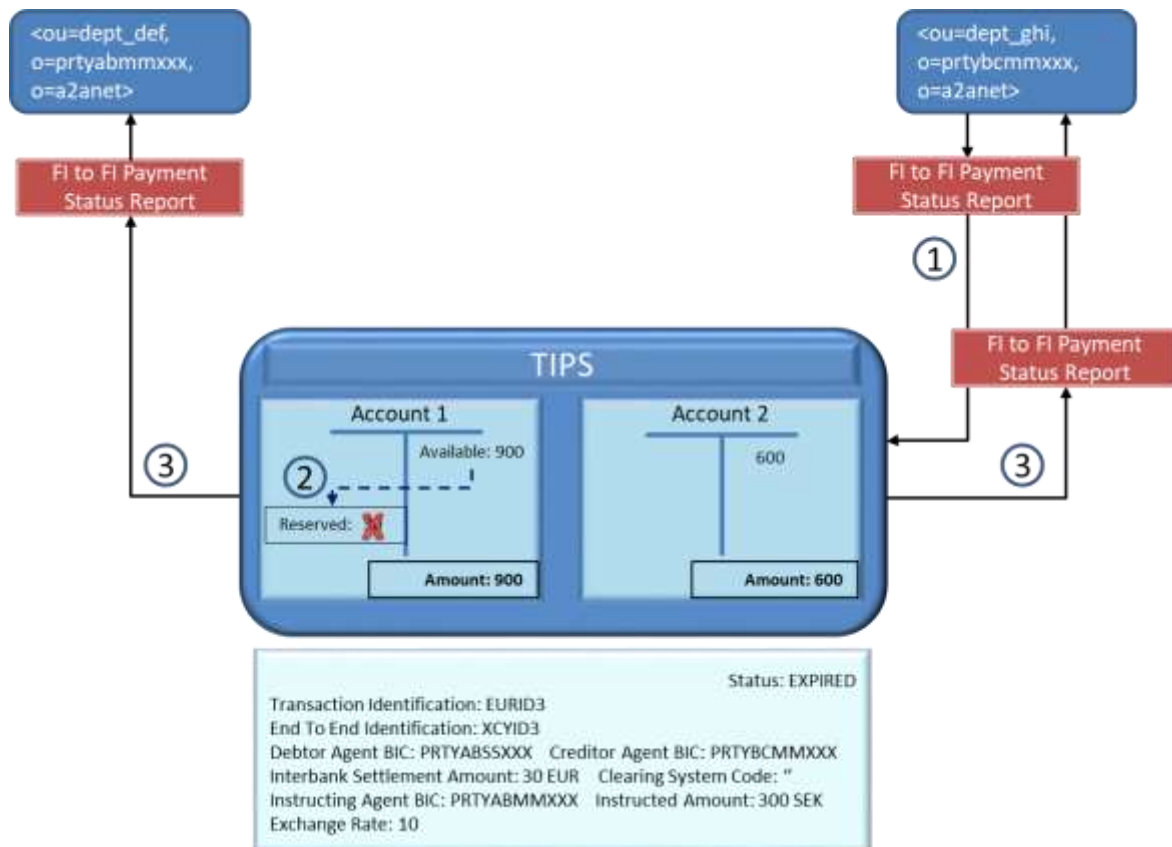 <ou=dept_def,
o=prtyabmmxxx,
o=a2anet>
<ou=dept_ghi,
o=prtybcmmxxx,
o=a2anet>
FI to FI Payment
Status Report
FI to FI Payment
Status Report
1
FI to FI Payment
Status Report
TIPS
Account 1
Available: 900
2
Reserved:
Amount: 900
Account 2
600
Amount: 600
3
3
Status: EXPIRED
Transaction Identification: EURID3
End To End Identification: XCYID3
Debtor Agent BIC: PRTYABSSXXX Creditor Agent BIC: PRTYBCMMXXX
Interbank Settlement Amount: 30 EUR Clearing System Code: “
Instructing Agent BIC: PRTYABMMXXX Instructed Amount: 300 SEK
Exchange Rate: 10